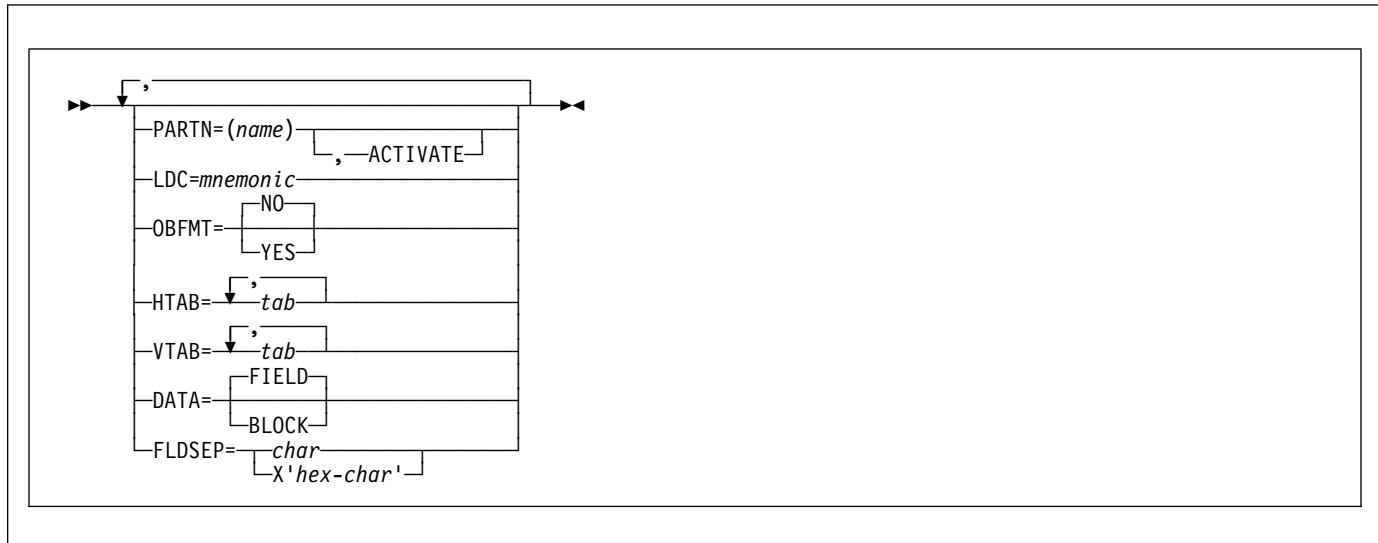 ,
PARTN=(name)
, ACTIVATE
LDC=mnemonic
NO
OBFMT=
YES
,
HTAB= tab
,
VTAB= tab
FIELD
DATA=
BLOCK
FLDSEP= char
X'hex-char'